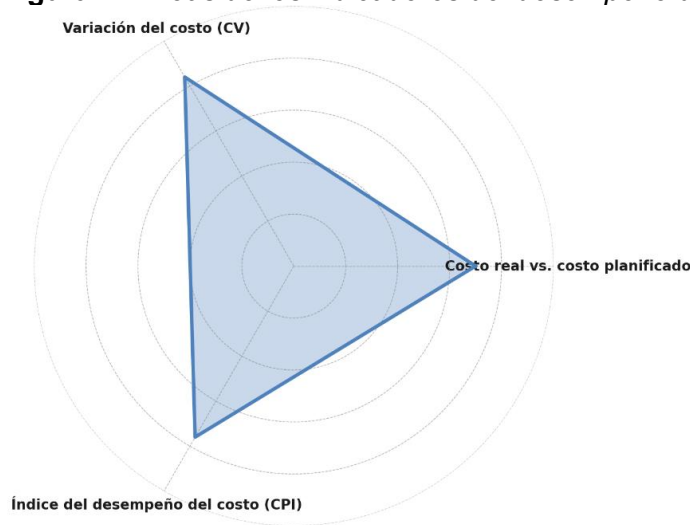 Variación del costo (CV)
Costo real vs. costo planificado
Índice del desempeño del costo (CPI)